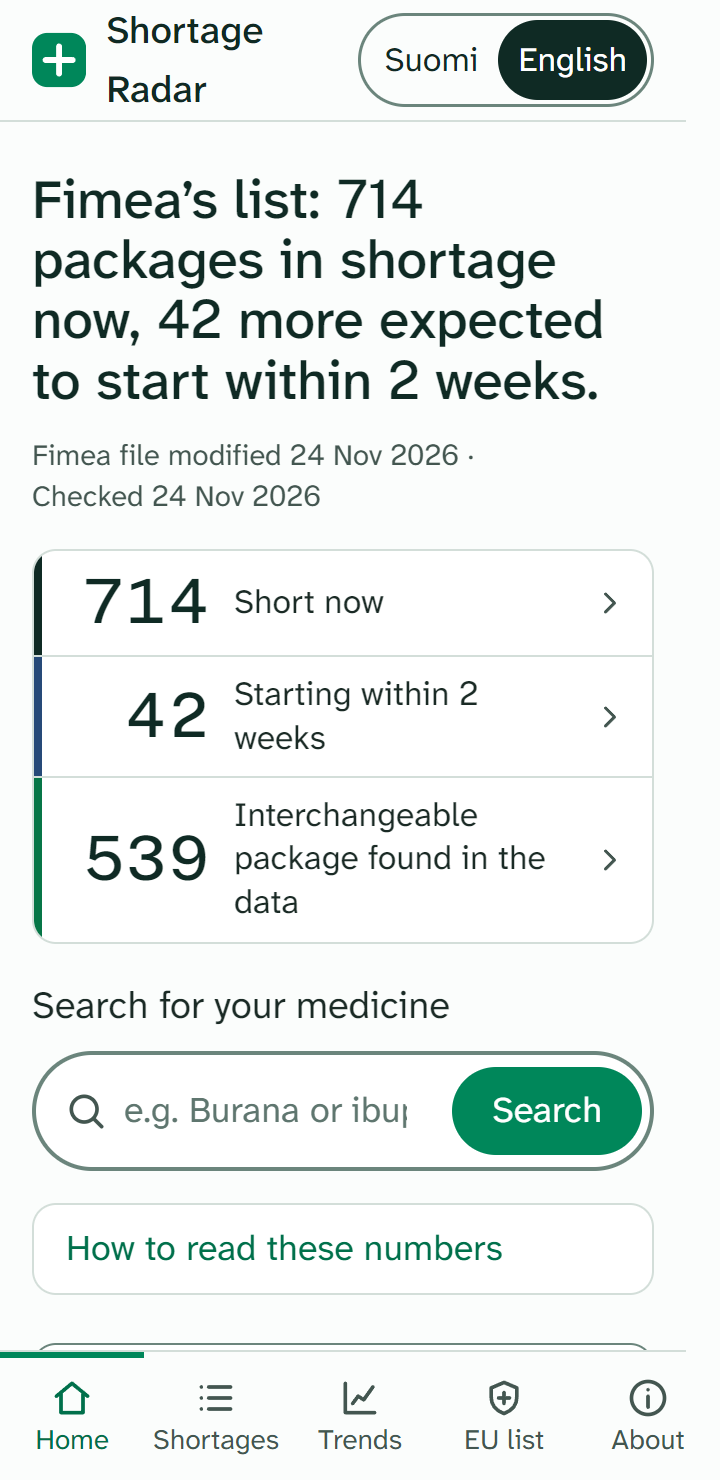 Shortage
Radar
Suomi
English
Fimea’s list: 714
packages in shortage
now, 42 more expected
to start within 2 weeks.
Fimea file modified 24 Nov 2026 ·
Checked 24 Nov 2026
714 Short now
42 Starting within 2
weeks
539 Interchangeable
package found in the
data
Search for your medicine
e.g. Burana or ibu
Search
How to read these numbers
Home
Shortages
Trends
EU list
About